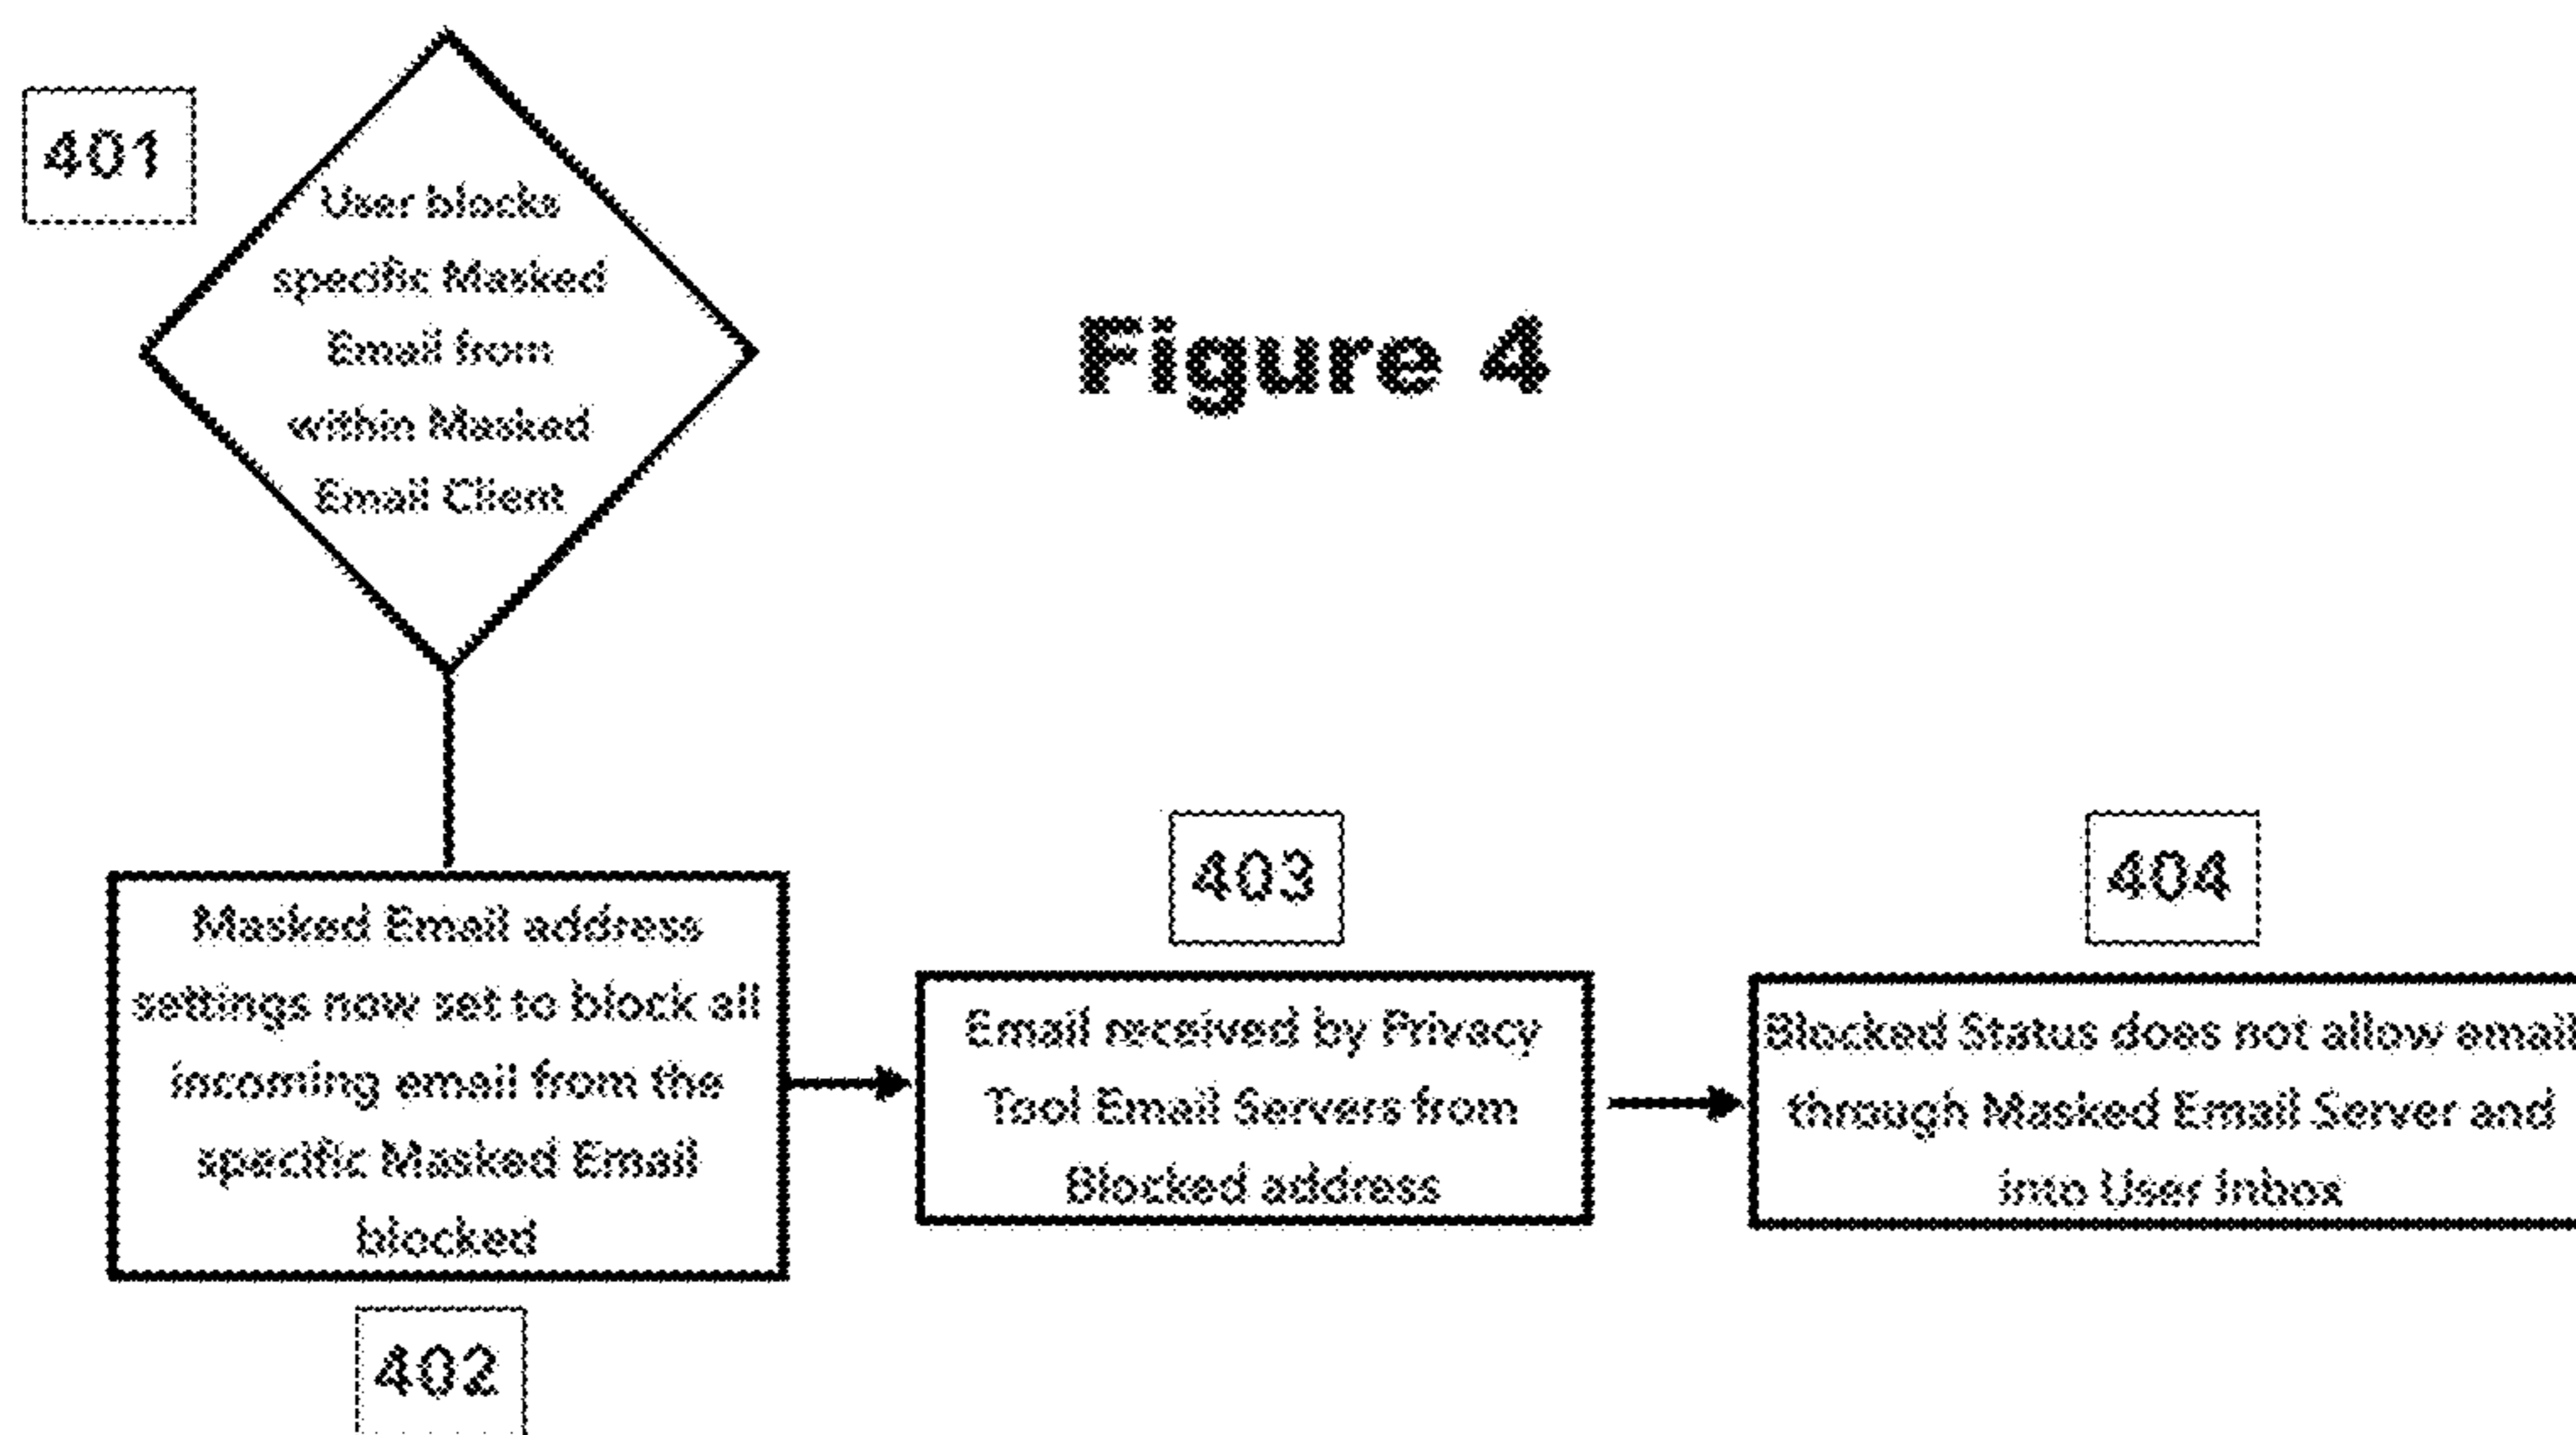 401
User blocks
specific Masked
Email from
within Masked
Email Client
Figure 4
Masked Email address
settings now set to block all
incoming email from the
specific Masked Email
blocked
402
403
Email received by Privacy
Tool Email Servers from
Blocked address
404
Blocked Status does not allow email
through Masked Email Server and
into User Inbox